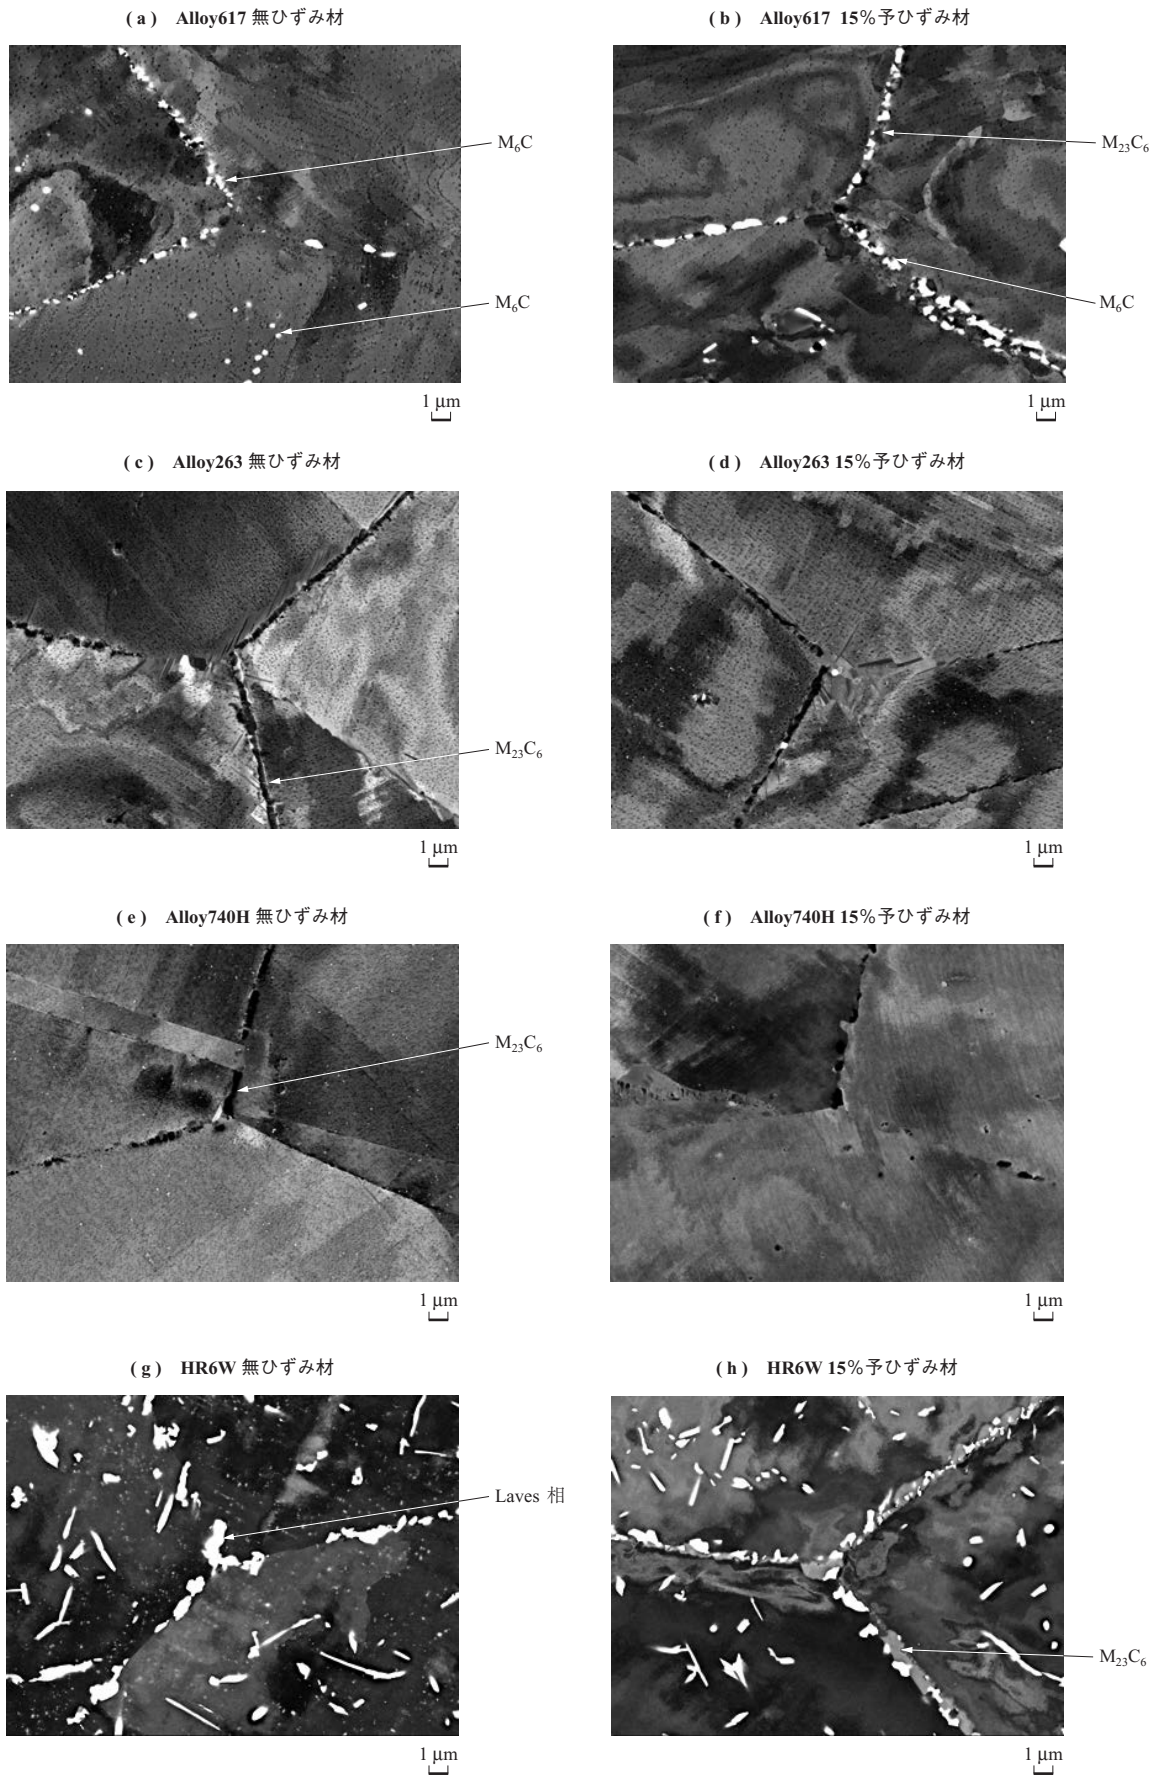 ( a ) Alloy617 無ひずみ材
( b ) Alloy617 15%予ひずみ材
M₆C
M₆C
1 μm
M₂₃C₆
M₆C
1 μm
( c ) Alloy263 無ひずみ材
( d ) Alloy263 15%予ひずみ材
M₂₃C₆
1 μm
1 μm
( e ) Alloy740H 無ひずみ材
( f ) Alloy740H 15%予ひずみ材
M₂₃C₆
1 μm
1 μm
( g ) HR6W 無ひずみ材
( h ) HR6W 15%予ひずみ材
Laves 相
1 μm
M₂₃C₆
1 μm